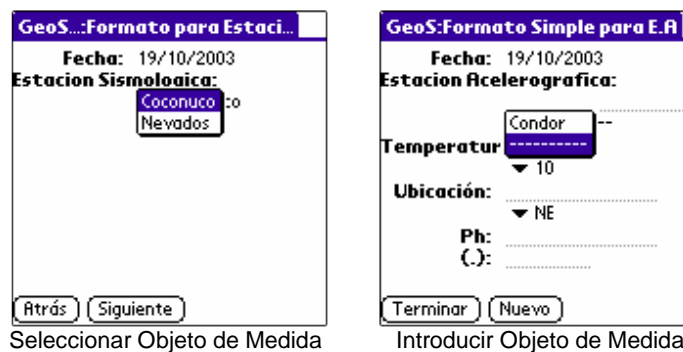 GeoS...:Formato para Estaci...
Fecha: 19/10/2003
Estacion Sismologica:
Coconuco :o
Nevados
Atrás Siguiente
Seleccionar Objeto de Medida
GeoS:Formato Simple para E.A
Fecha: 19/10/2003
Estacion Acelerografica:
Condor --
----------
Temperatur
10
Ubicación:
NE
Ph:
(.):
Terminar Nuevo
Introducir Objeto de Medida